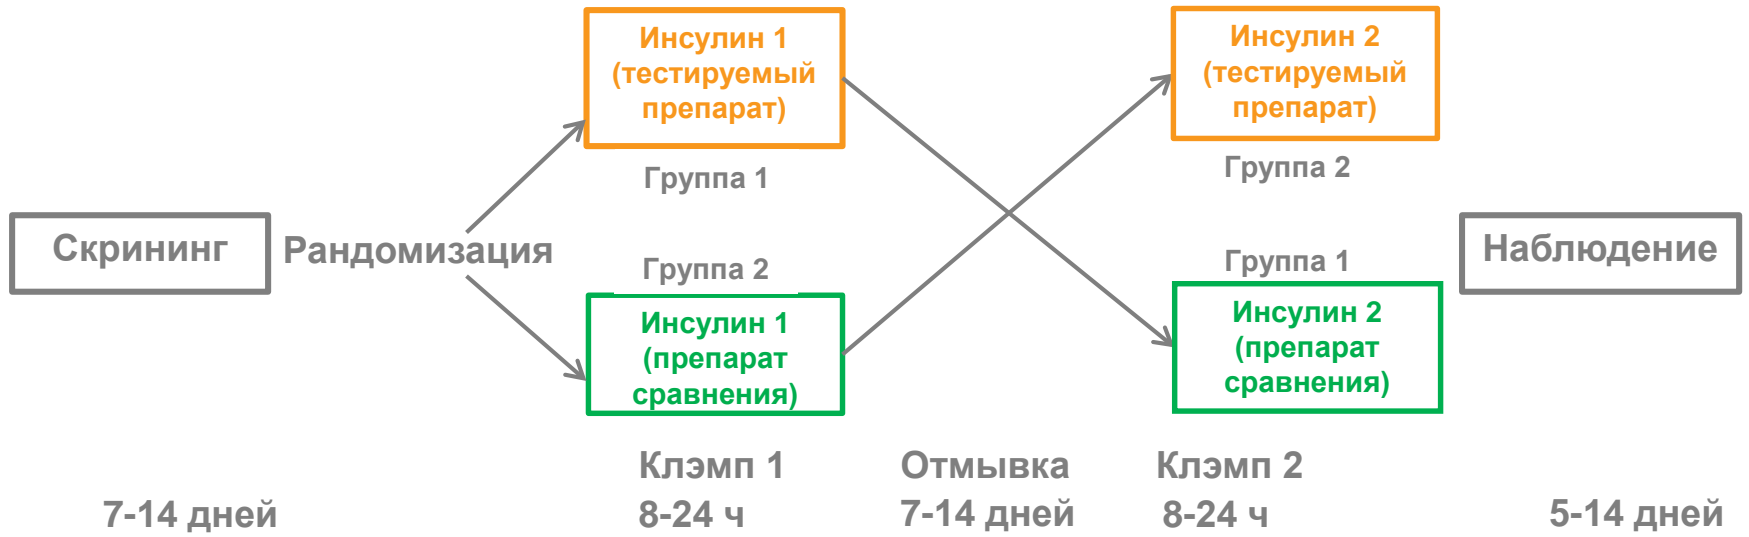 Инсулин 1
(тестируемый
препарат)
Группа 1
Инсулин 2
(тестируемый
препарат)
Группа 2
Скрининг
Рандомизация
Группа 2
Инсулин 1
(препарат
сравнения)
Группа 1
Инсулин 2
(препарат
сравнения)
Наблюдение
Клэмп 1
Отмывка
Клэмп 2
7-14 дней
8-24 ч
7-14 дней
8-24 ч
5-14 дней